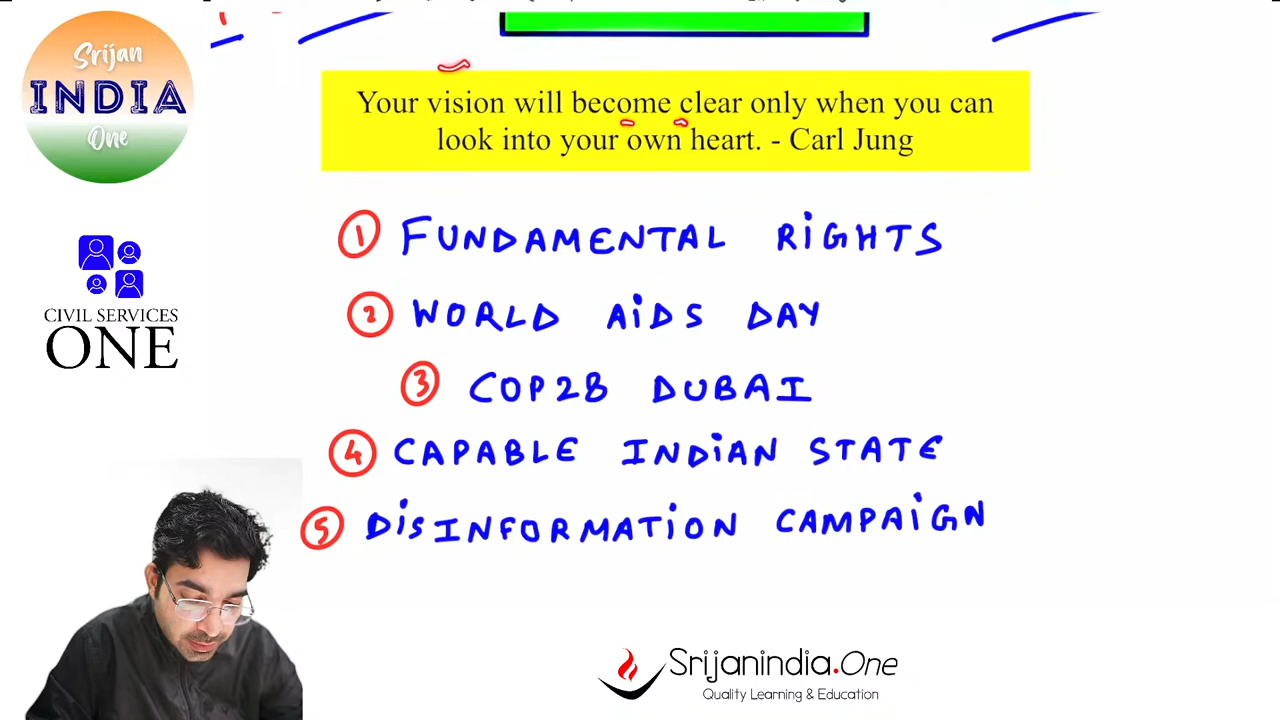 Srijan
INDIA
One
Your vision will become clear only when you can
look into your own heart. - Carl Jung
1 FUNDAMENTAL RIGHTS
2 WORLD AIDS DAY
3 COP28 DUBAI
4 CAPABLE INDIAN STATE
5 DISINFORMATION CAMPAIGN
CIVIL SERVICES
ONE
Srijanindia.One
Quality Learning & Education